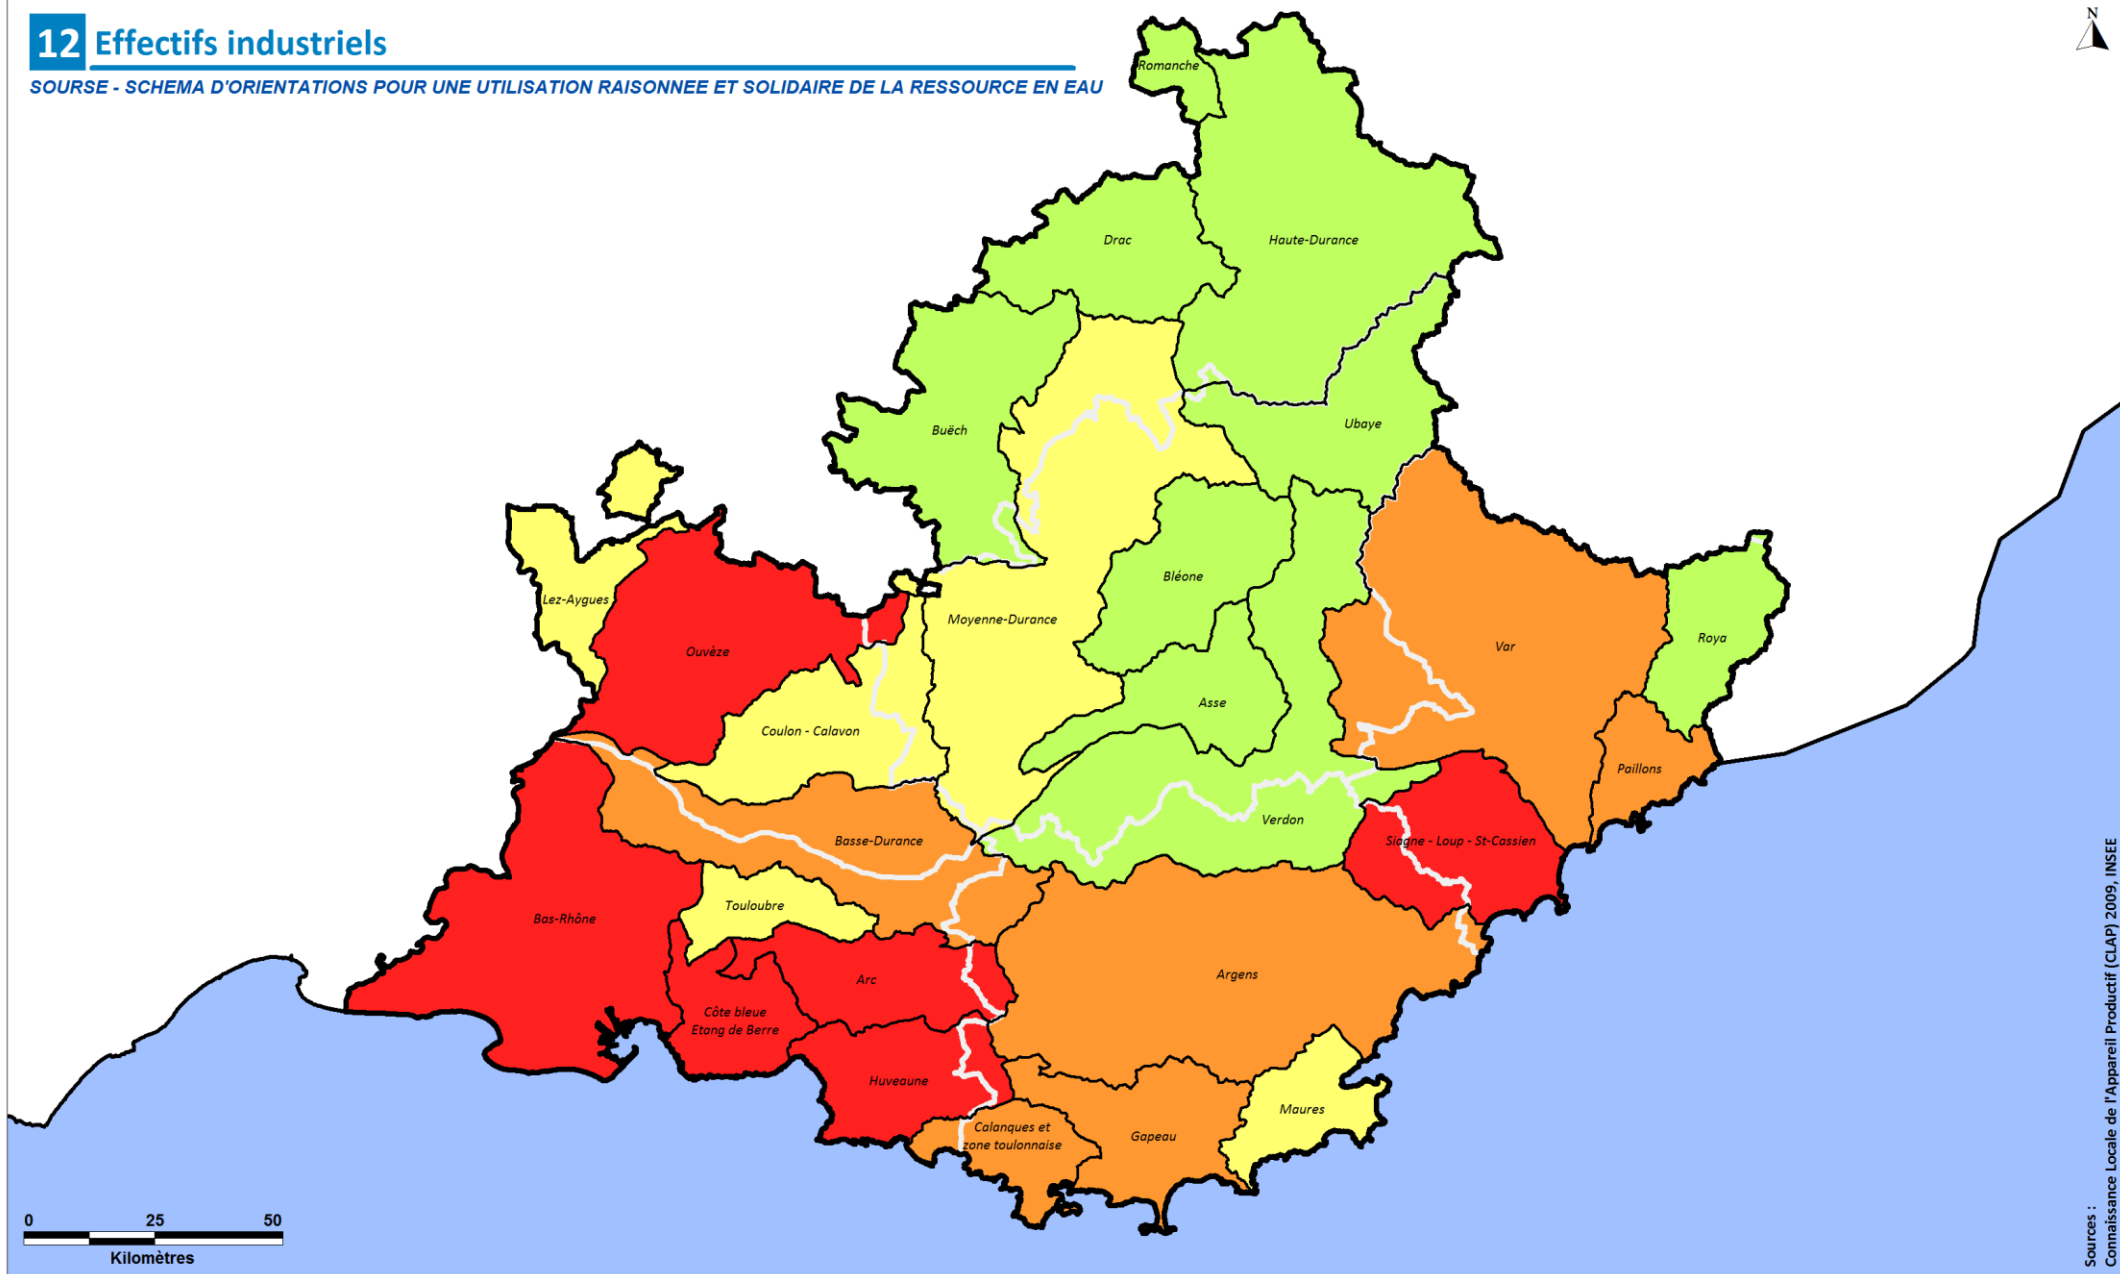 12 Effectifs industriels
SOURSE - SCHEMA D'ORIENTATIONS POUR UNE UTILISATION RAISONNEE ET SOLIDAIRE DE LA RESSOURCE EN EAU
N
Romanche
Drac
Haute-Durance
Buëch
Ubaye
Bléone
Lez-Aygues
Moyenne-Durance
Ouvèze
Var
Roya
Asse
Coulon - Calavon
Paillons
Verdon
Basse-Durance
Siagne - Loup - St-Cassien
Touloubre
Bas-Rhône
Argens
Arc
Côte bleue
Etang de Berre
Huveaune
Maures
Calanques et
zone toulonnaise
Gapeau
0 25 50
Kilomètres
Sources :
Connaissance Locale de l'Appareil Productif (CLAP) 2009, INSEE